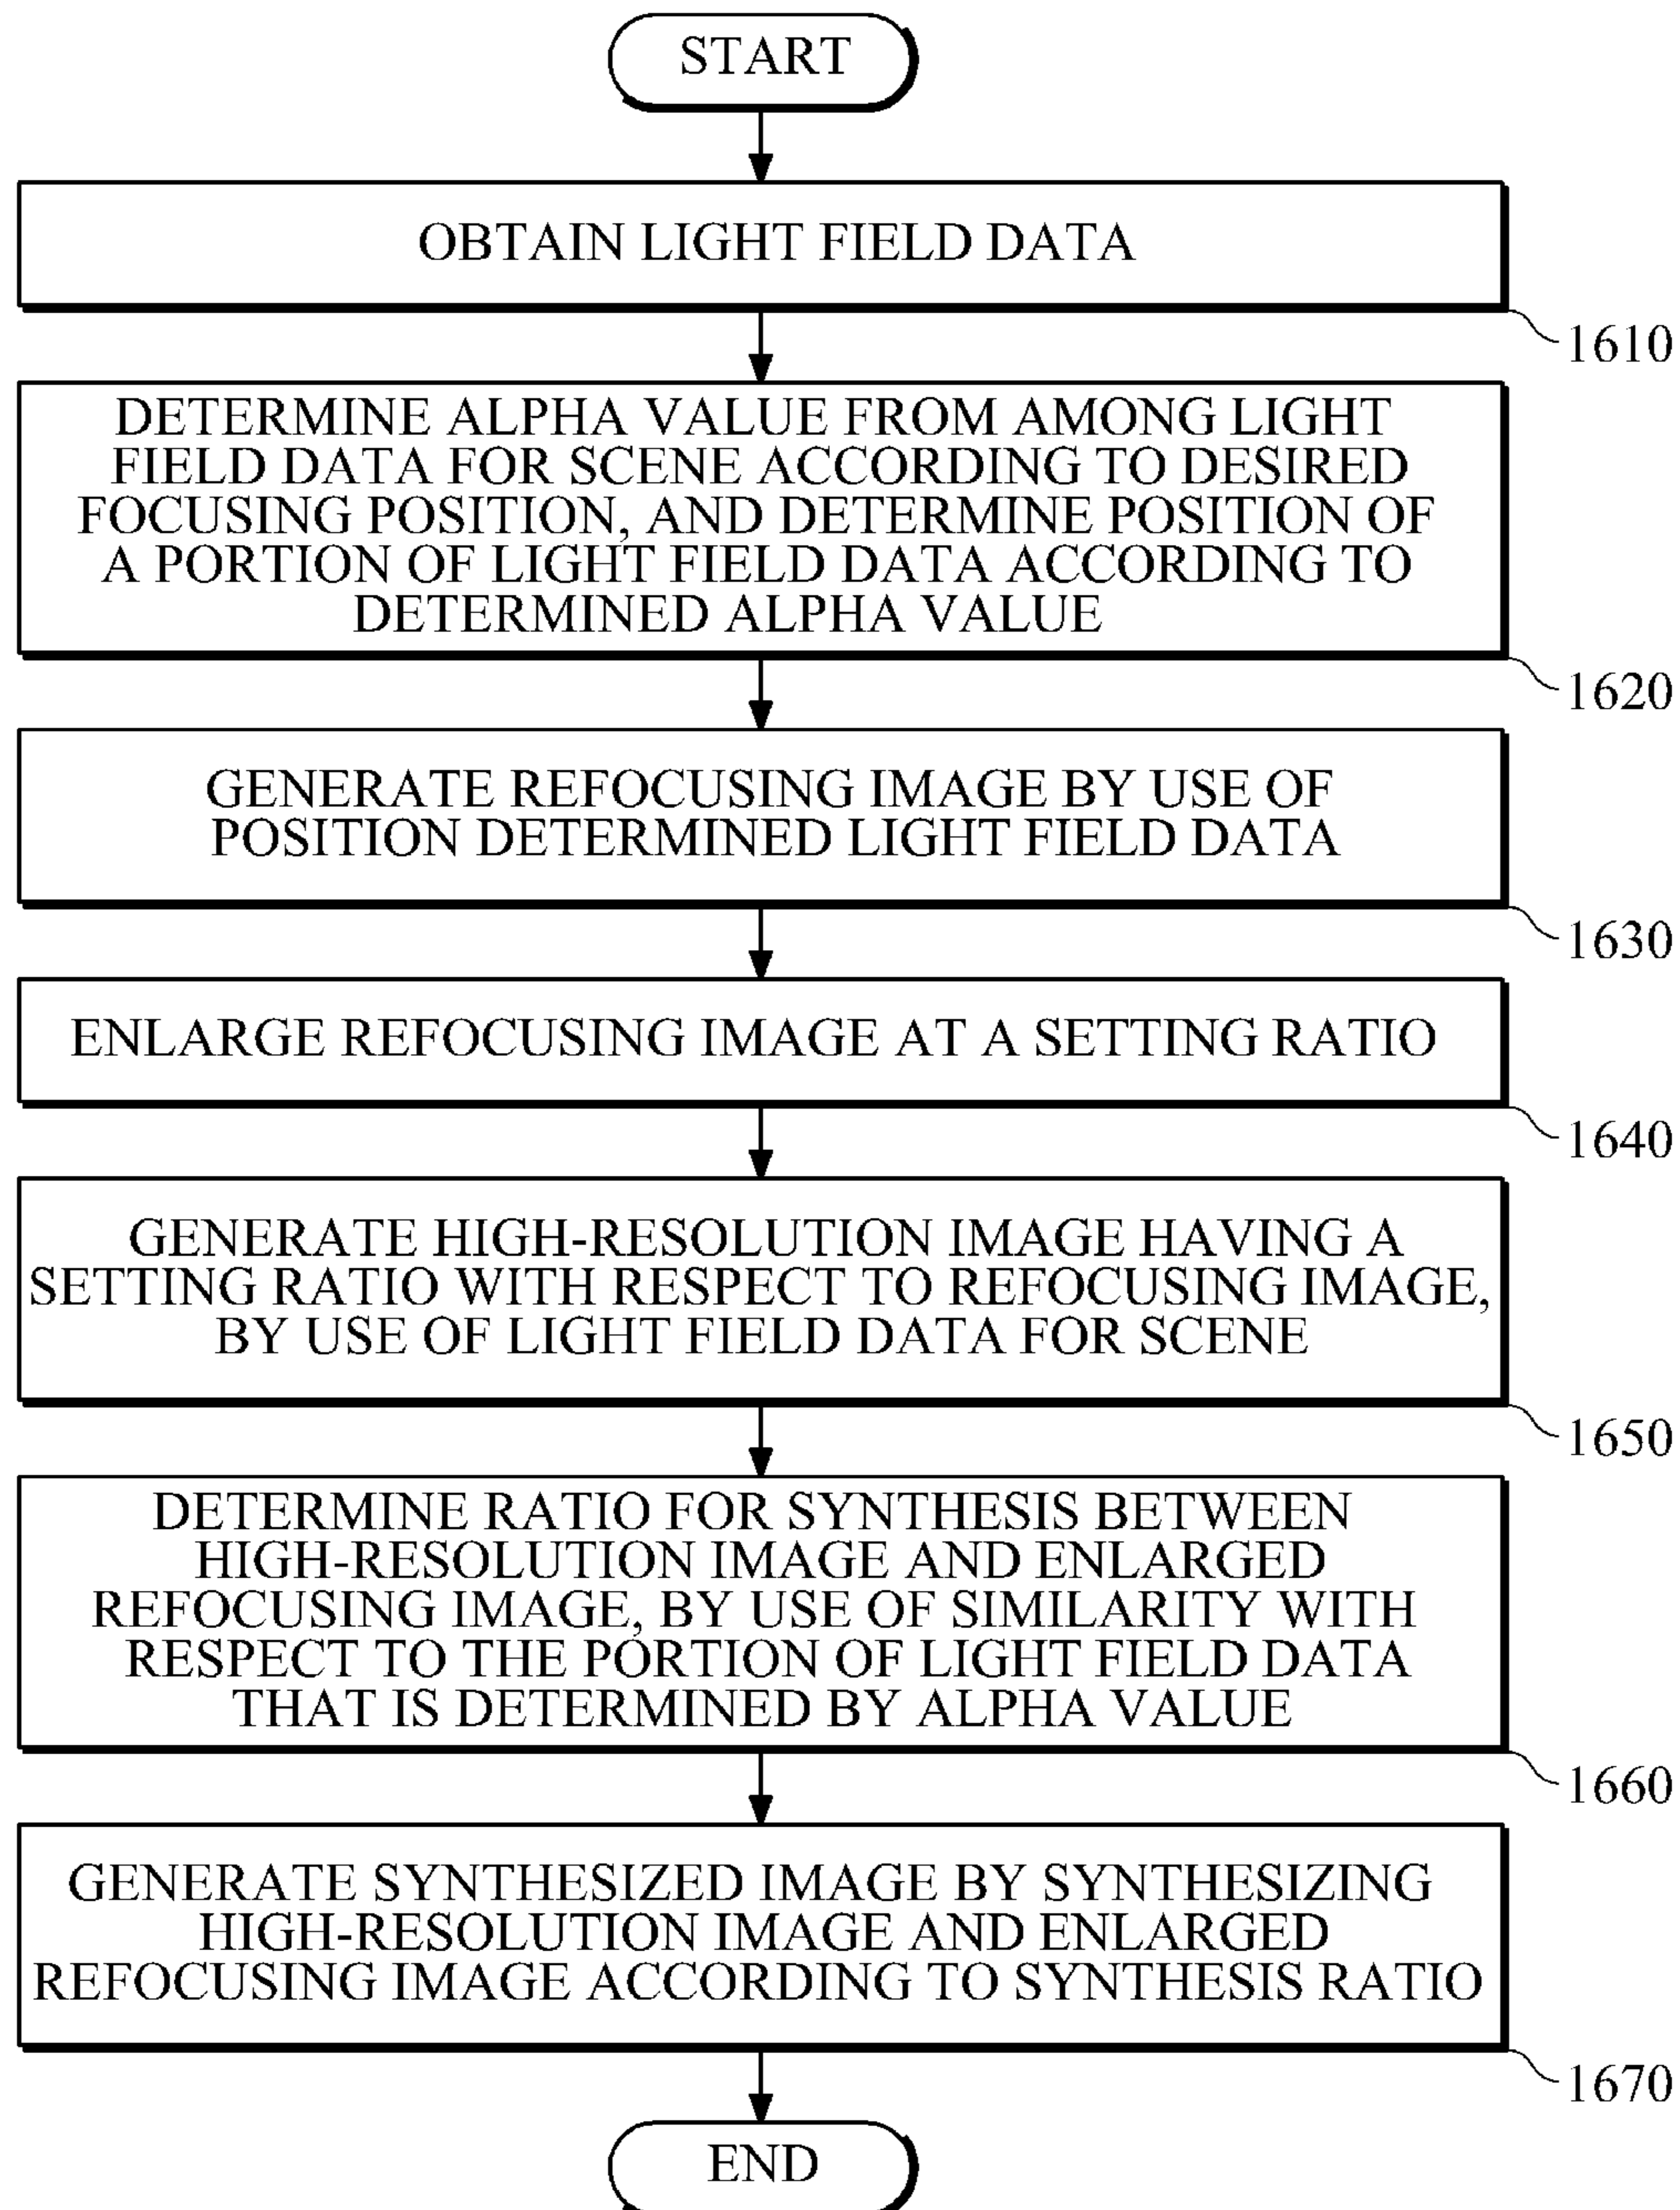 START
OBTAIN LIGHT FIELD DATA
1610
DETERMINE ALPHA VALUE FROM AMONG LIGHT
FIELD DATA FOR SCENE ACCORDING TO DESIRED
FOCUSING POSITION, AND DETERMINE POSITION OF
A PORTION OF LIGHT FIELD DATA ACCORDING TO
DETERMINED ALPHA VALUE
1620
GENERATE REFOCUSING IMAGE BY USE OF
POSITION DETERMINED LIGHT FIELD DATA
1630
ENLARGE REFOCUSING IMAGE AT A SETTING RATIO
1640
GENERATE HIGH-RESOLUTION IMAGE HAVING A
SETTING RATIO WITH RESPECT TO REFOCUSING IMAGE,
BY USE OF LIGHT FIELD DATA FOR SCENE
1650
DETERMINE RATIO FOR SYNTHESIS BETWEEN
HIGH-RESOLUTION IMAGE AND ENLARGED
REFOCUSING IMAGE, BY USE OF SIMILARITY WITH
RESPECT TO THE PORTION OF LIGHT FIELD DATA
THAT IS DETERMINED BY ALPHA VALUE
1660
GENERATE SYNTHESIZED IMAGE BY SYNTHESIZING
HIGH-RESOLUTION IMAGE AND ENLARGED
REFOCUSING IMAGE ACCORDING TO SYNTHESIS RATIO
1670
END